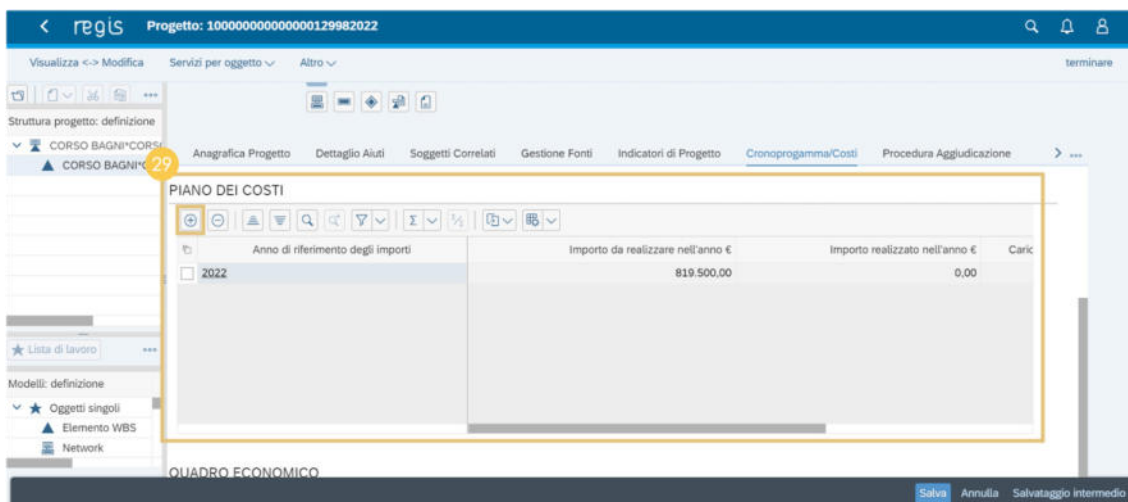 regis Progetto: 10000000000000129982022
Visualizza <-> Modifica Servizi per oggetto Altro terminare
Struttura progetto: definizione
CORSO BAGNI*CORS
CORSO BAGNI*C
29
Anagrafica Progetto Dettaglio Aiuti Soggetti Correlati Gestione Fonti Indicatori di Progetto Cronoprogamma/Costi Procedura Aggiudicazione
PIANO DEI COSTI
Anno di riferimento degli importi Importo da realizzare nell'anno € Importo realizzato nell'anno € Caric
2022 819.500,00 0,00
Lista di lavoro
Modelli: definizione
Oggetti singoli
Elemento WBS
Network
QUADRO ECONOMICO
Salva Annulla Salvataggio intermedio